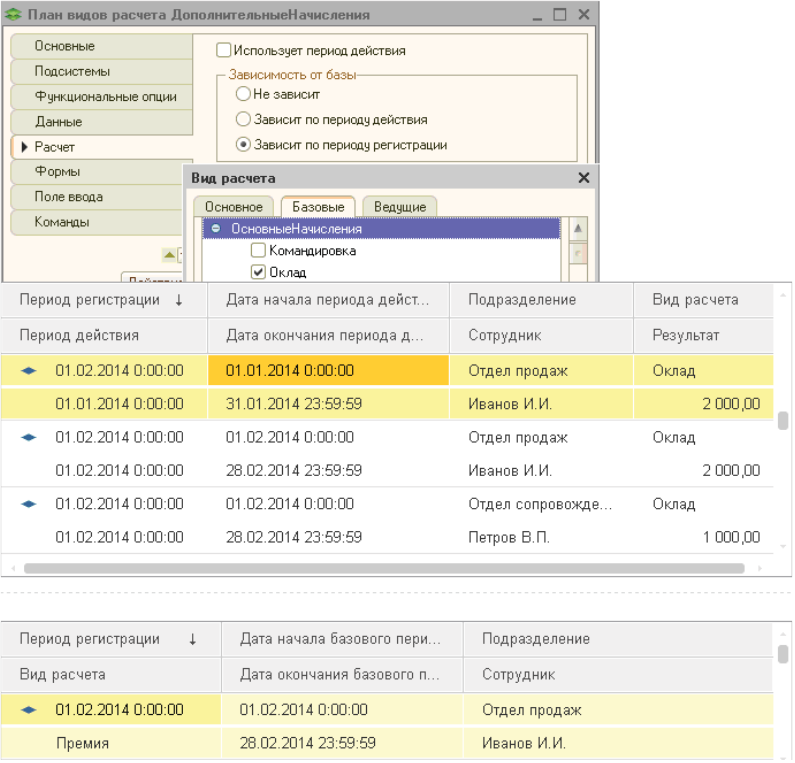 План видов расчета ДополнительныеНачисления
Основные
Использует период действия
Подсистемы
Зависимость от базы
Функциональные опции
Не зависит
Данные
Зависит по периоду действия
Расчет
Зависит по периоду регистрации
Формы
Вид расчета
Поле ввода
Основное Базовые Ведущие
Команды
ОсновныеНачисления
Командировка
Оклад
Период регистрации ↓ Дата начала периода дейст... Подразделение Вид расчета
Период действия Дата окончания периода д... Сотрудник Результат
01.02.2014 0:00:00 01.01.2014 0:00:00 Отдел продаж Оклад
01.01.2014 0:00:00 31.01.2014 23:59:59 Иванов И.И. 2 000,00
01.02.2014 0:00:00 01.02.2014 0:00:00 Отдел продаж Оклад
01.02.2014 0:00:00 28.02.2014 23:59:59 Иванов И.И. 2 000,00
01.02.2014 0:00:00 01.02.2014 0:00:00 Отдел сопровожде... Оклад
01.02.2014 0:00:00 28.02.2014 23:59:59 Петров В.П. 1 000,00
Период регистрации ↓ Дата начала базового пери... Подразделение
Вид расчета Дата окончания базового п... Сотрудник
01.02.2014 0:00:00 01.02.2014 0:00:00 Отдел продаж
Премия 28.02.2014 23:59:59 Иванов И.И.